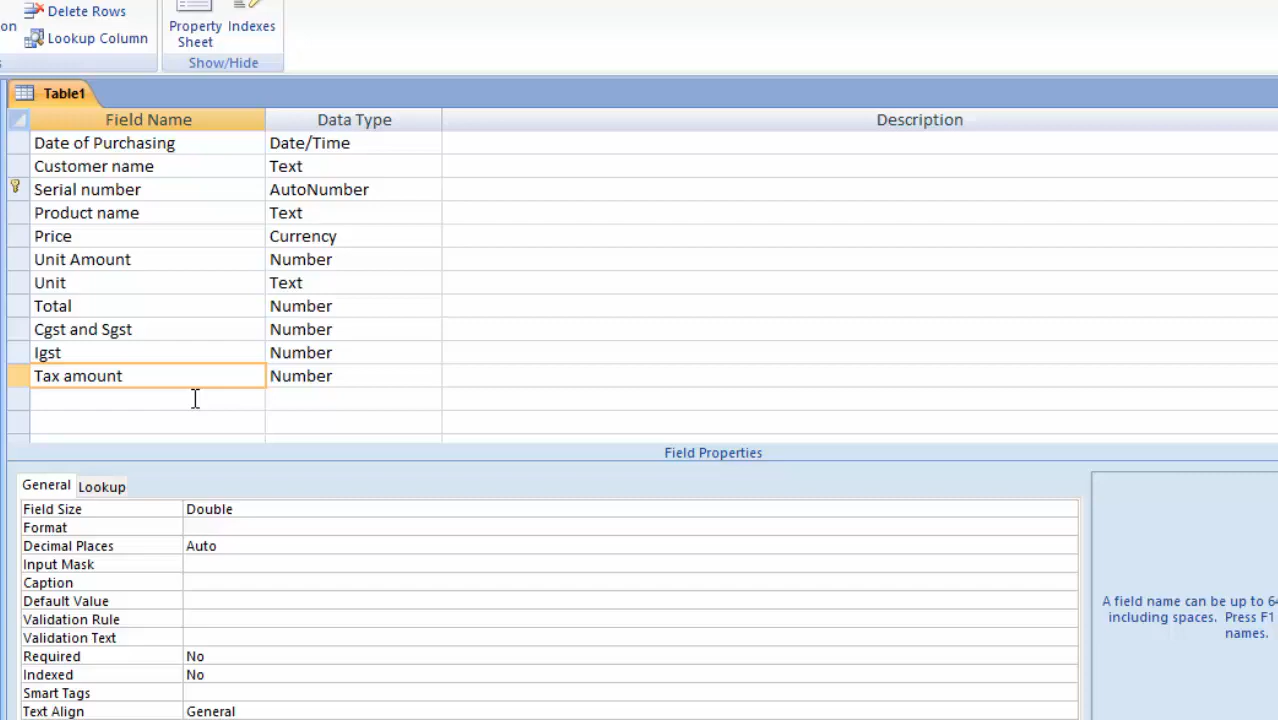 on Delete Rows
Lookup Column
Property Sheet Indexes
Show/Hide
Table1
Field Name Data Type Description
Date of Purchasing Date/Time
Customer name Text
Serial number AutoNumber
Product name Text
Price Currency
Unit Amount Number
Unit Text
Total Number
Cgst and Sgst Number
Igst Number
Tax amount Number
Field Properties
General Lookup
Field Size Double
Format
Decimal Places Auto
Input Mask
Caption
Default Value
Validation Rule
Validation Text
Required No
Indexed No
Smart Tags
Text Align General
A field name can be up to 64
including spaces. Press F1
names.